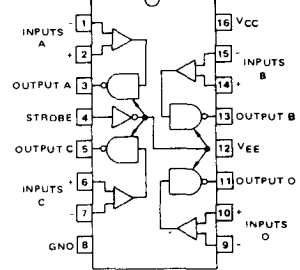 INPUTS A
- 1
+ 2
OUTPUT A 3
STROBE 4
OUTPUT C 5
INPUTS C
+ 6
- 7
GND 8
16 VCC
15 -
INPUTS B
14 +
13 OUTPUT B
12 VEE
11 OUTPUT D
10 +
INPUTS D
9 -